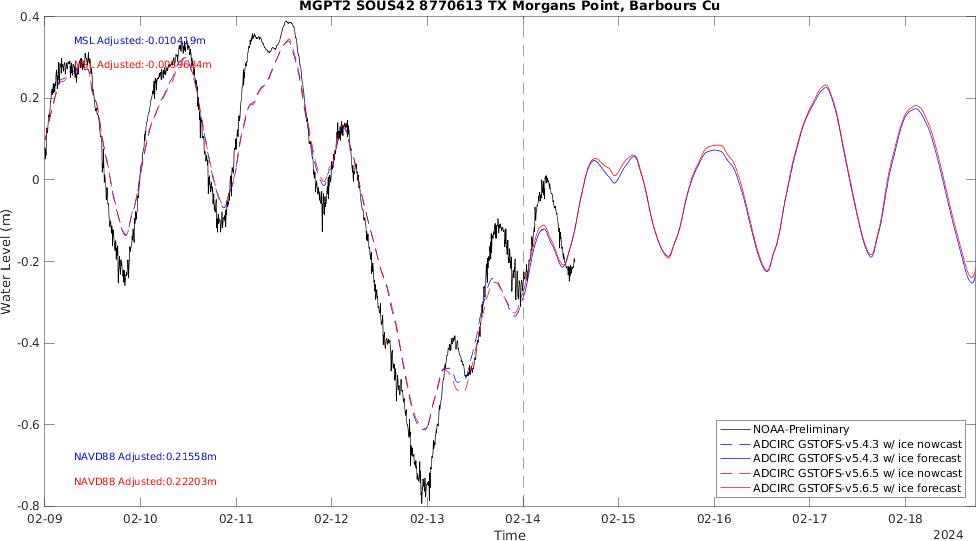 MGPT2 SOUS42 8770613 TX Morgans Point, Barbours Cu
MSL Adjusted:-0.010419m
NAVD88 Adjusted:0.21558m
NAVD88 Adjusted:0.22203m
0.4
0.2
0
-0.2
-0.4
-0.6
-0.8
Water Level (m)
NOAA-Preliminary
ADCIRC GSTOFS-v5.4.3 w/ ice nowcast
ADCIRC GSTOFS-v5.4.3 w/ ice forecast
ADCIRC GSTOFS-v5.6.5 w/ ice nowcast
ADCIRC GSTOFS-v5.6.5 w/ ice forecast
02-09 02-10 02-11 02-12 02-13 02-14 02-15 02-16 02-17 02-18
Time
2024